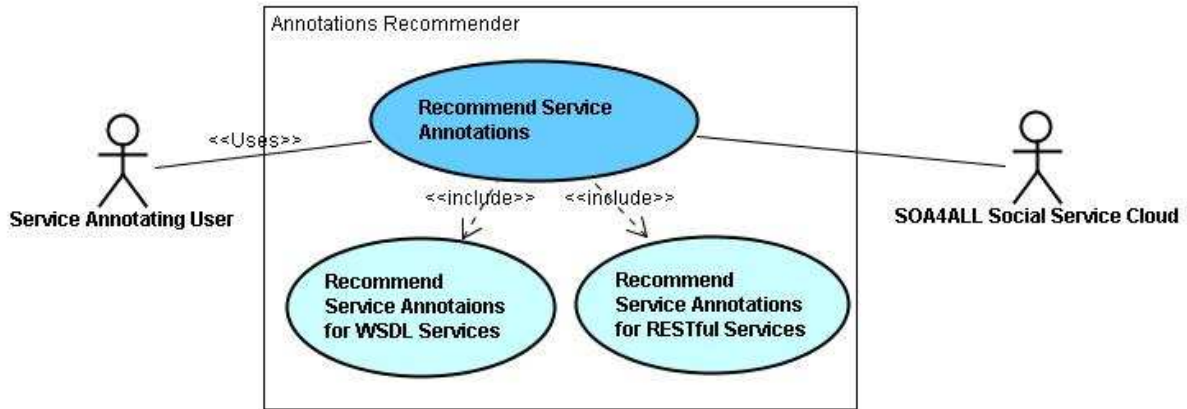 Annotations Recommender
Recommend Service
Annotations
<<Uses>>
Service Annotating User
SOA4ALL Social Service Cloud
<<include>>
<<include>>
Recommend
Service Annotaions
for WSDL Services
Recommend
Service Annotations
for RESTful Services